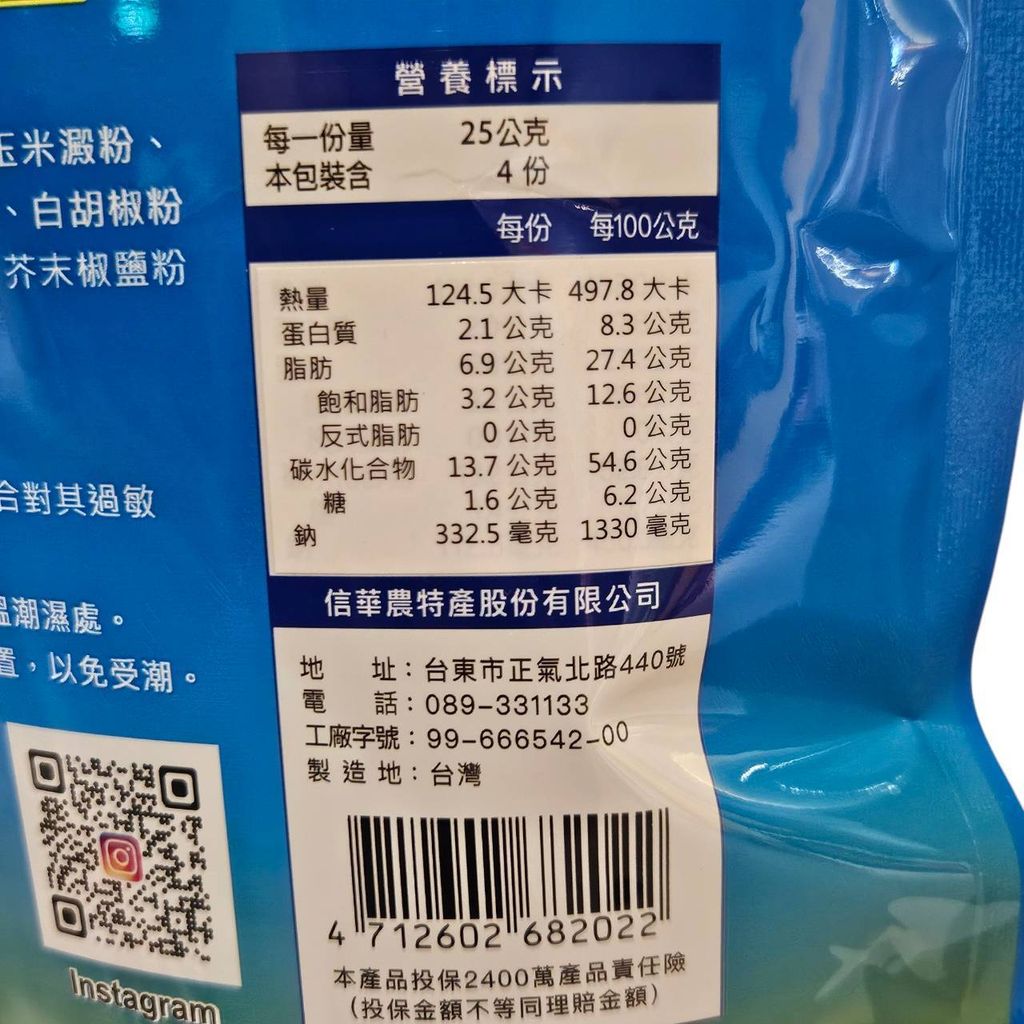 玉米澱粉、
、白胡椒粉
芥末椒鹽粉
合對其過敏
溫潮濕處。
置，以免受潮。
Instagram
營養標示
每一份量 25公克
本包裝含 4份
每份 每100公克
熱量 124.5 大卡 497.8 大卡
蛋白質 2.1 公克 8.3 公克
脂肪 6.9 公克 27.4 公克
飽和脂肪 3.2 公克 12.6 公克
反式脂肪 0 公克 0 公克
碳水化合物 13.7 公克 54.6 公克
糖 1.6 公克 6.2 公克
鈉 332.5 毫克 1330 毫克
信華農特產股份有限公司
地 址：台東市正氣北路440號
電 話：089-331133
工廠字號：99-666542-00
製造地：台灣
4 712602 682022
本產品投保2400萬產品責任險
(投保金額不等同理賠金額)